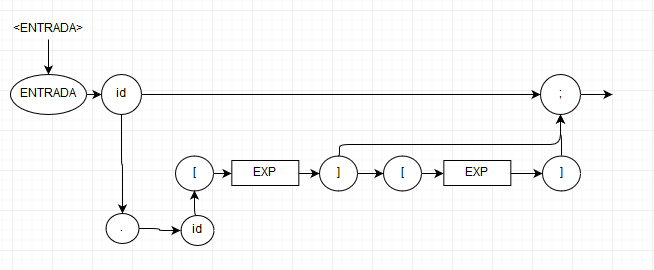 <ENTRADA>
ENTRADA id ;
[ EXP ] [ EXP ]
. id